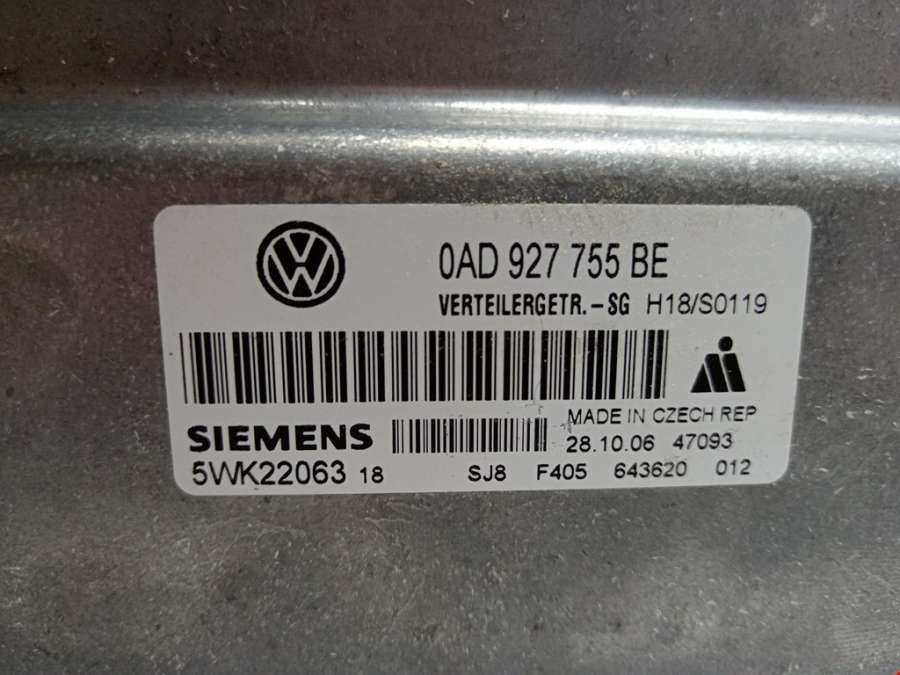 0AD 927 755 BE
VERTEILERGETR.-SG H18/S0119
MADE IN CZECH REP
SIEMENS 28.10.06 47093
5WK22063 18 SJ8 F405 643620 012